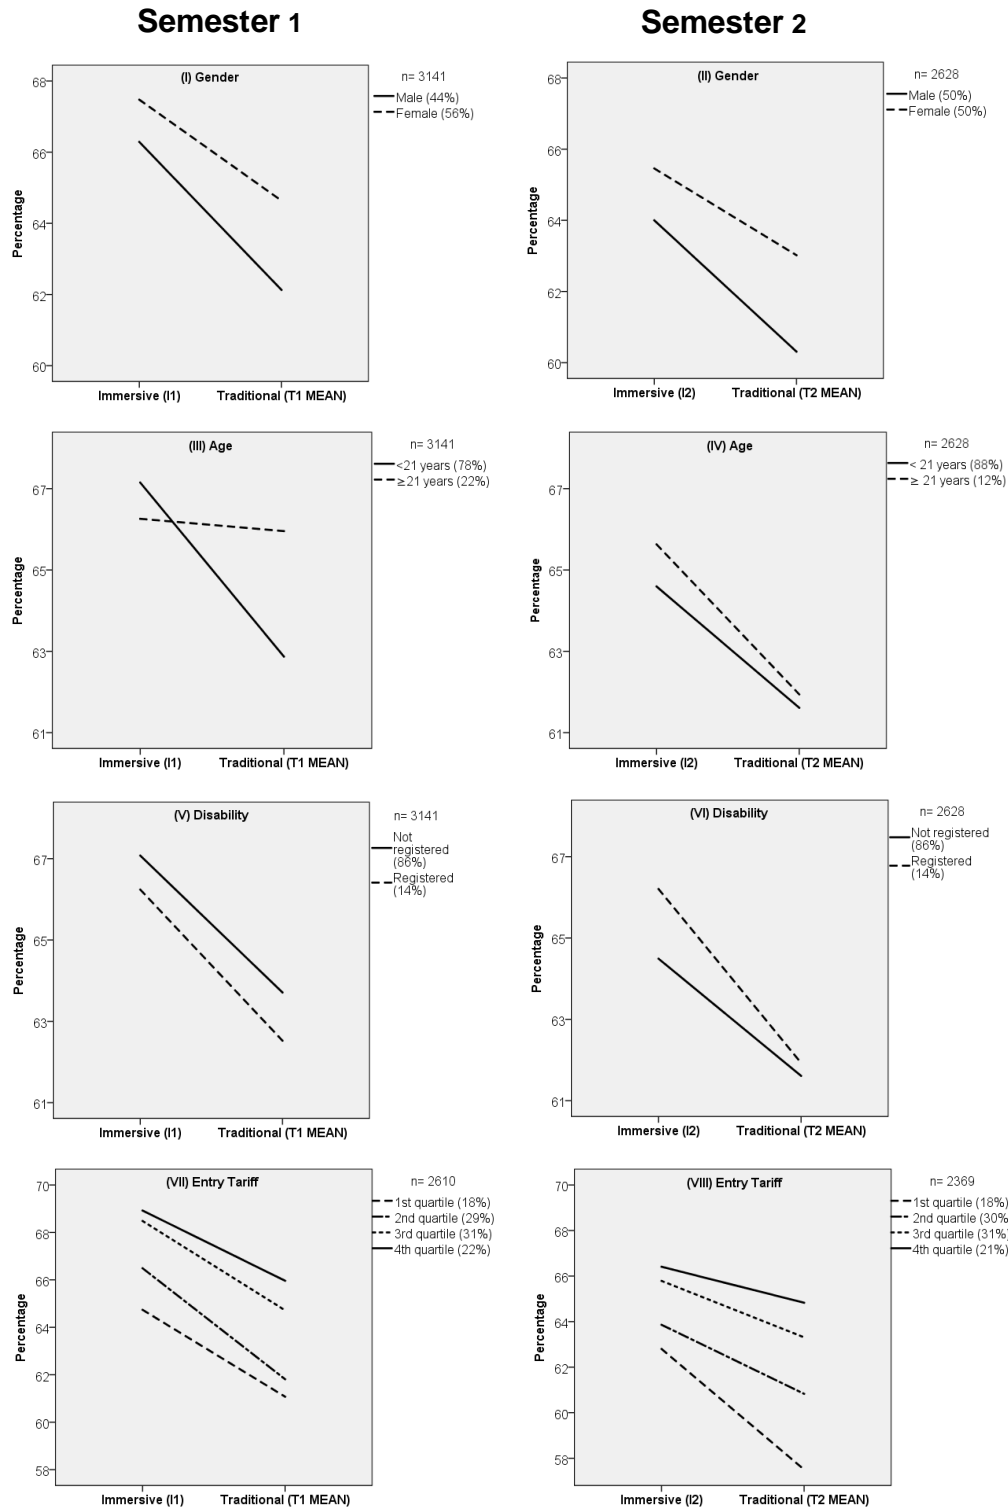 Semester 1
Semester 2
(I) Gender
n= 3141
Male (44%)
Female (56%)
68
66
64
62
60
Percentage
Immersive (I1)
Traditional (T1 MEAN)
(II) Gender
n= 2628
Male (50%)
Female (50%)
68
66
64
62
60
Percentage
Immersive (I2)
Traditional (T2 MEAN)
(III) Age
n= 3141
<21 years (78%)
≥21 years (22%)
67
65
63
61
Percentage
Immersive (I1)
Traditional (T1 MEAN)
(IV) Age
n= 2628
< 21 years (88%)
≥ 21 years (12%)
67
65
63
61
Percentage
Immersive (I2)
Traditional (T2 MEAN)
(V) Disability
n= 3141
Not
registered
(86%)
Registered
(14%)
67
65
63
61
Percentage
Immersive (I1)
Traditional (T1 MEAN)
(VI) Disability
n= 2628
Not registered
(86%)
Registered
(14%)
67
65
63
61
Percentage
Immersive (I2)
Traditional (T2 MEAN)
(VII) Entry Tariff
n= 2610
1st quartile (18%)
2nd quartile (29%)
3rd quartile (31%)
4th quartile (22%)
70
68
66
64
62
60
58
Percentage
Immersive (I1)
Traditional (T1 MEAN)
(VIII) Entry Tariff
n= 2369
1st quartile (18%)
2nd quartile (30%)
3rd quartile (31%)
4th quartile (21%)
70
68
66
64
62
60
58
Percentage
Immersive (I2)
Traditional (T2 MEAN)